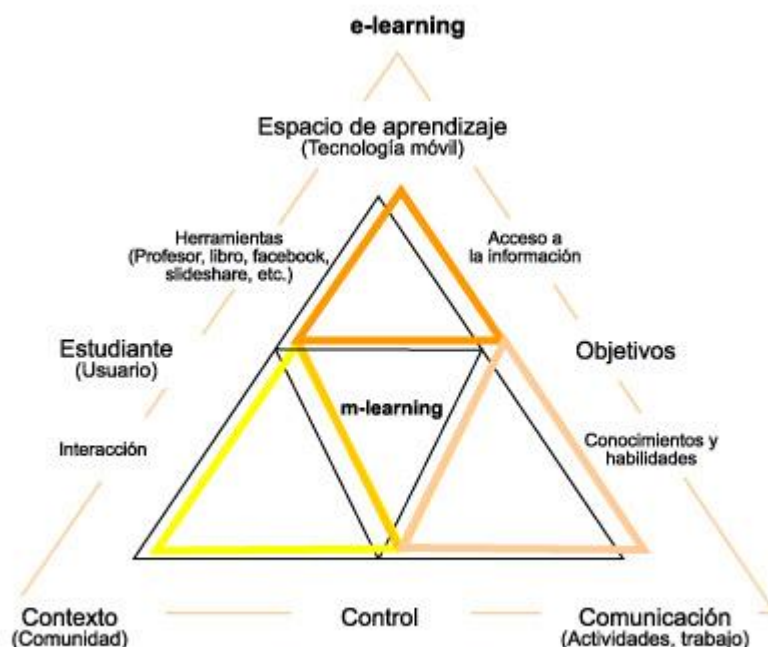 e-learning
Espacio de aprendizaje
(Tecnología móvil)
Herramientas
(Profesor, libro, facebook,
slideshare, etc.)
Acceso a
la información
Estudiante
(Usuario)
Objetivos
m-learning
Interacción
Conocimientos y
habilidades
Contexto
(Comunidad)
Control
Comunicación
(Actividades, trabajo)